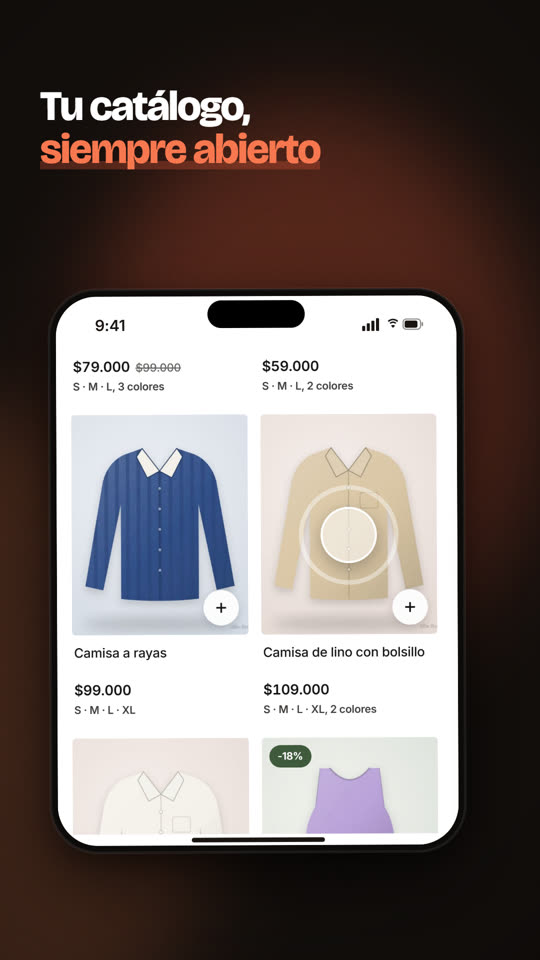 Tu catálogo,
siempre abierto
9:41
$79.000 $99.000
S · M · L, 3 colores
$59.000
S · M · L, 2 colores
Camisa a rayas
$99.000
S · M · L · XL
Camisa de lino con bolsillo
$109.000
S · M · L · XL, 2 colores
-18%